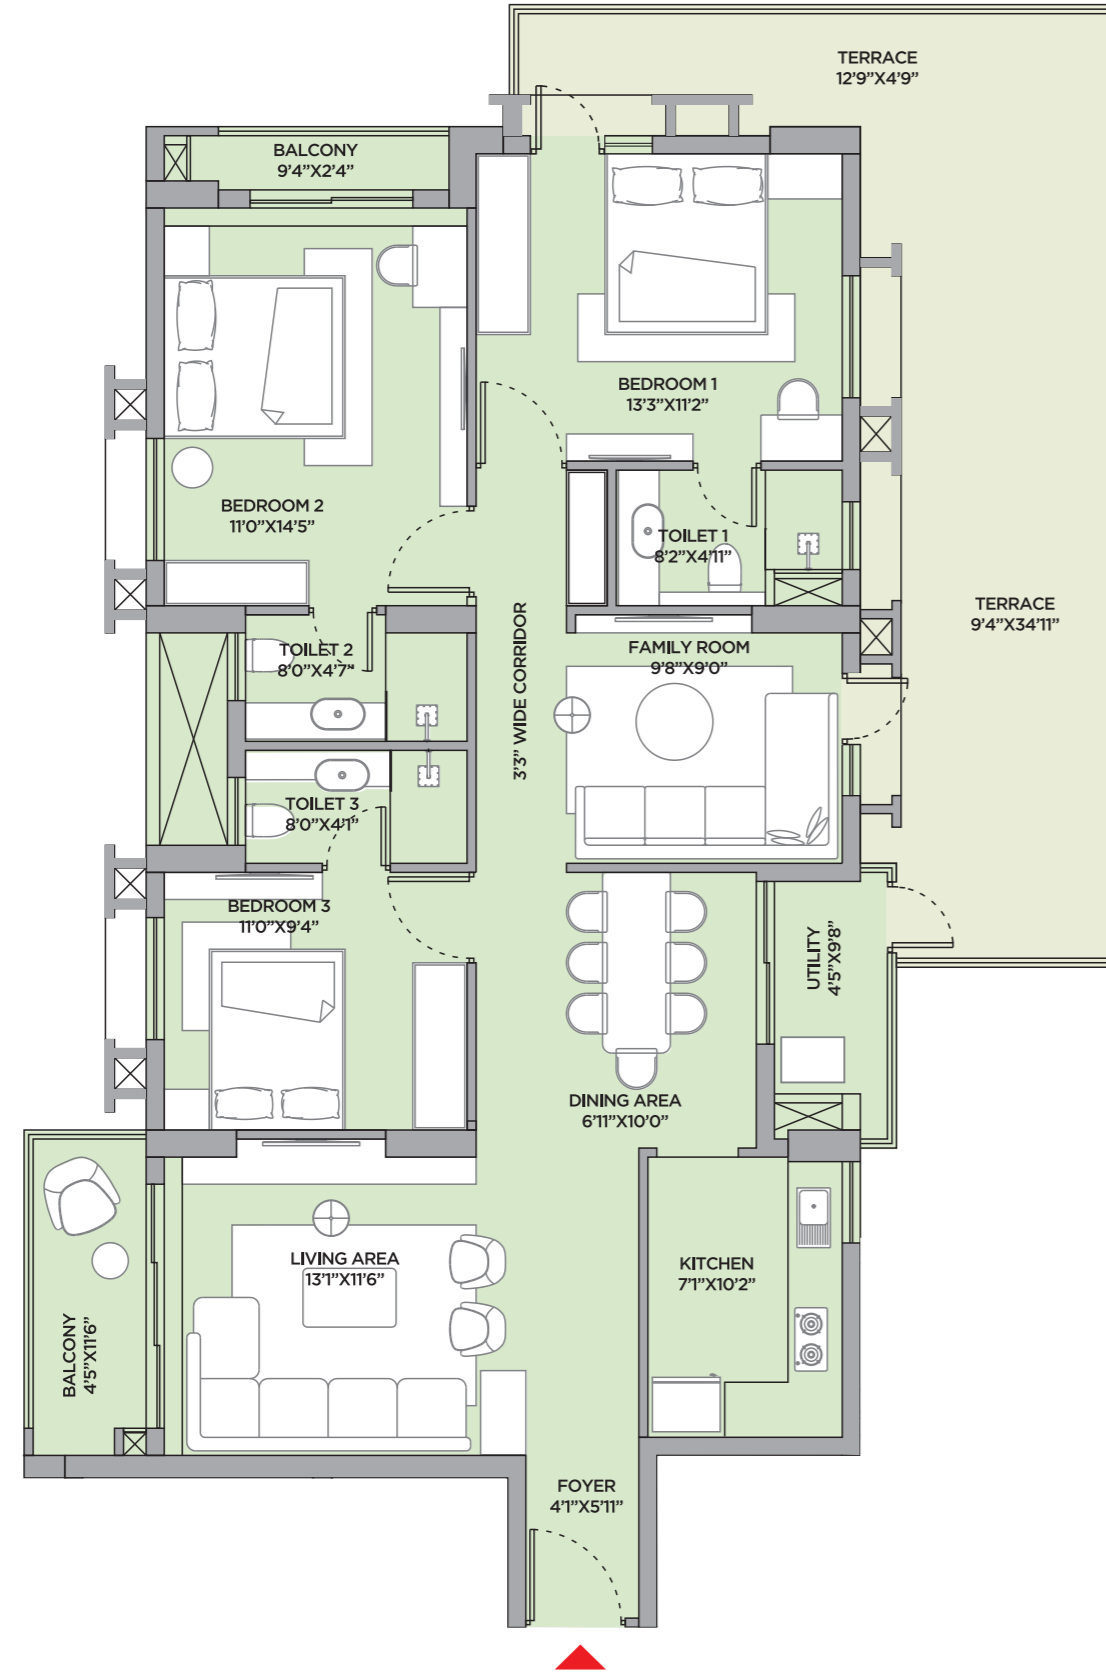 TERRACE
12’9”X4’9”
BALCONY
9’4”X2’4”
BEDROOM 1
13’3”X11’2”
BEDROOM 2
11’0”X14’5”
TOILET 1
8’2”X4’11”
TERRACE
9’4”X34’11”
3’3” WIDE CORRIDOR
FAMILY ROOM
9’8”X9’0”
TOILET 2
8’0”X4’7”
TOILET 3
8’0”X4’1”
BEDROOM 3
11’0”X9’4”
UTILITY
4’5”X9’8”
DINING AREA
6’11”X10’0”
LIVING AREA
13’1”X11’6”
KITCHEN
7’1”X10’2”
BALCONY
4’5”X11’6”
FOYER
4’1”X5’11”